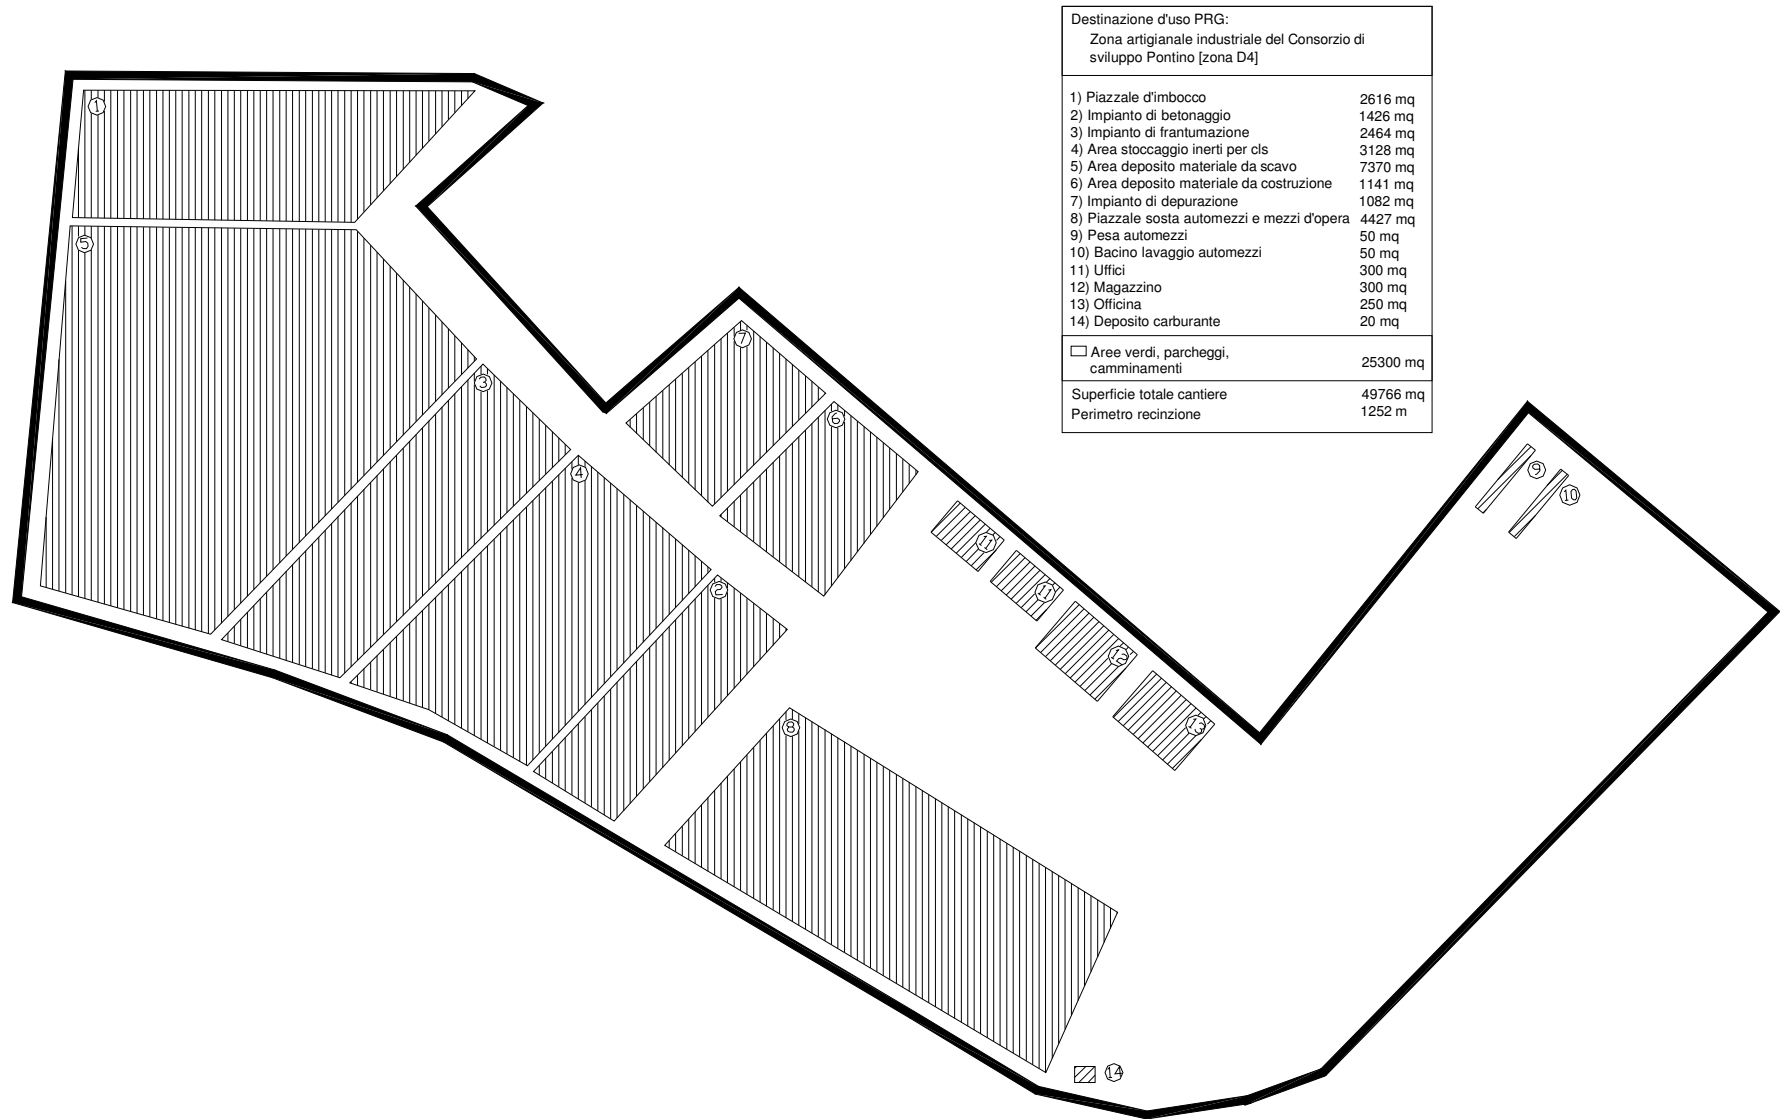 Destinazione d'uso PRG:
Zona artigianale industriale del Consorzio di
sviluppo Pontino [zona D4]
1) Piazzale d'imbocco 2616 mq
2) Impianto di betonaggio 1426 mq
3) Impianto di frantumazione 2464 mq
4) Area stoccaggio inerti per cls 3128 mq
5) Area deposito materiale da scavo 7370 mq
6) Area deposito materiale da costruzione 1141 mq
7) Impianto di depurazione 1082 mq
8) Piazzale sosta automezzi e mezzi d'opera 4427 mq
9) Pesa automezzi 50 mq
10) Bacino lavaggio automezzi 50 mq
11) Uffici 300 mq
12) Magazzino 300 mq
13) Officina 250 mq
14) Deposito carburante 20 mq
Aree verdi, parcheggi,
camminamenti 25300 mq
Superficie totale cantiere 49766 mq
Perimetro recinzione 1252 m
1
5
7
3
6
4
9
10
11
2
11
12
8
13
14